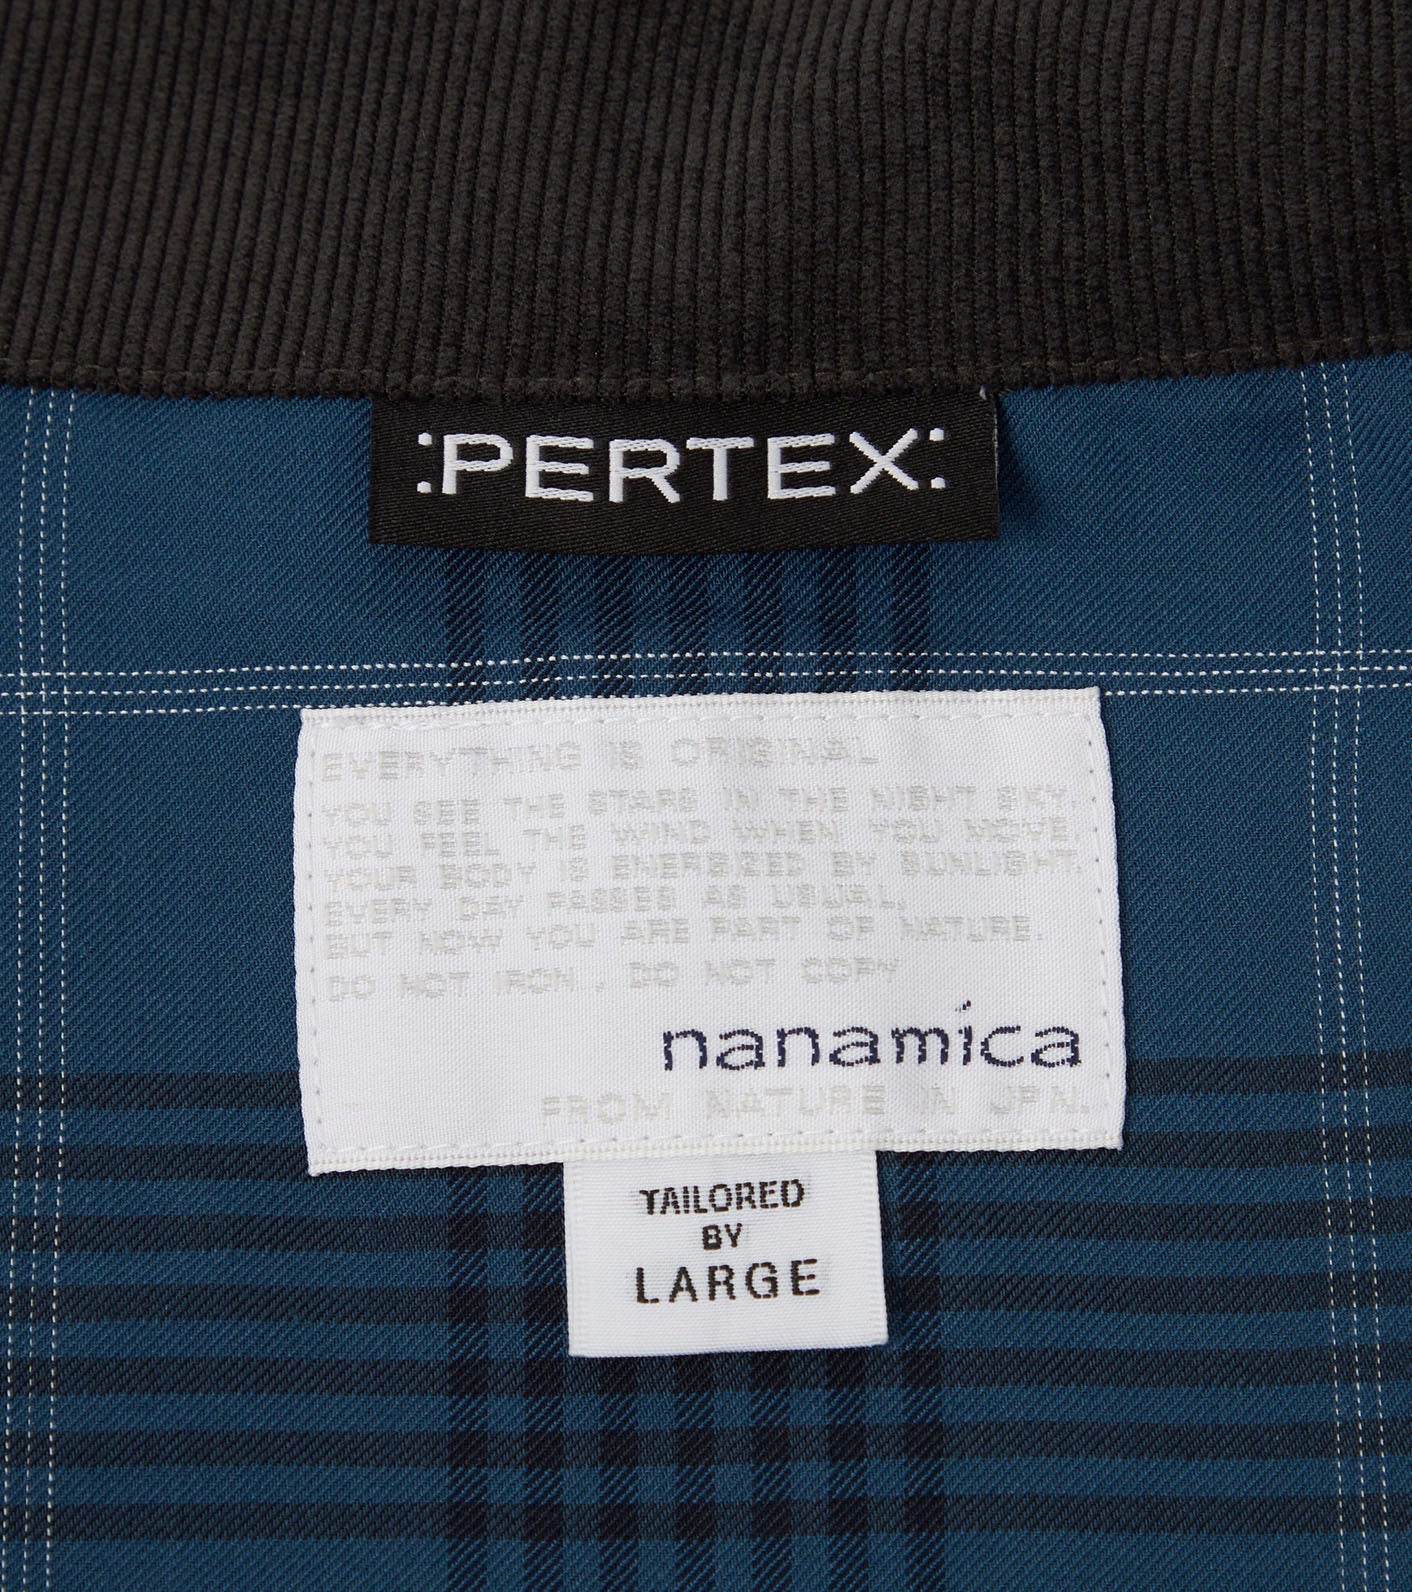 :PERTEX:
EVERYTHING IS ORIGINAL
YOU SEE THE STARS IN THE NIGHT SKY.
YOU FEEL THE WIND WHEN YOU MOVE.
YOUR BODY IS ENERGIZED BY SUNLIGHT.
EVERY DAY PASSES AS USUAL,
BUT NOW YOU ARE PART OF NATURE.
DO NOT IRON , DO NOT COPY
nanamíca
FROM NATURE IN JPN.
TAILORED
BY
LARGE